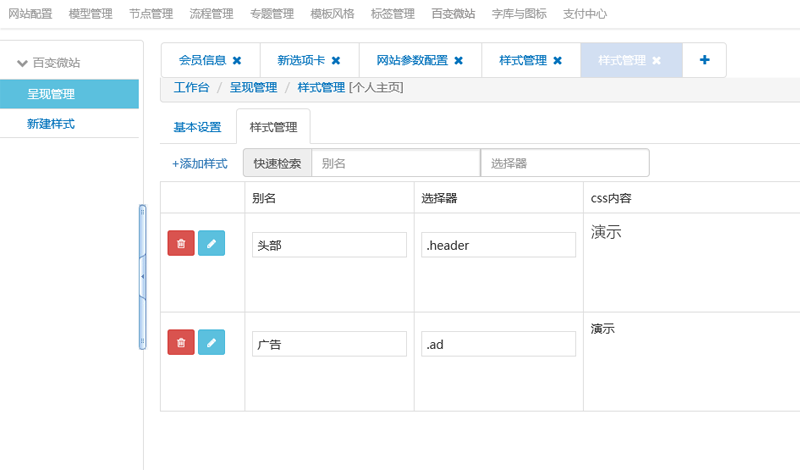 网站配置 模型管理 节点管理 流程管理 专题管理 模板风格 标签管理 百变微站 字库与图标 支付中心
百变微站
呈现管理
新建样式
会员信息 ✖ 新选项卡 ✖ 网站参数配置 ✖ 样式管理 ✖ 样式管理 ✖ +
工作台 / 呈现管理 / 样式管理 [个人主页]
基本设置 样式管理
+添加样式 快速检索 别名 选择器
别名 选择器 css内容
头部 .header 演示
广告 .ad 演示